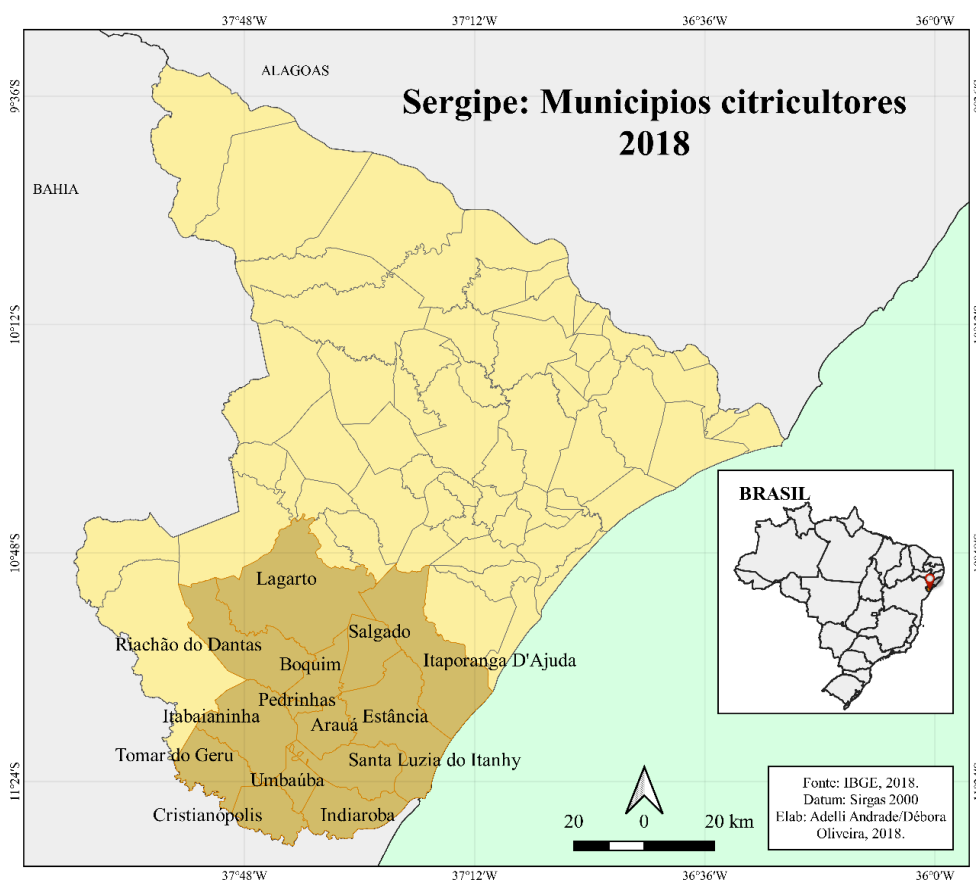 37°48'W 37°12'W 36°36'W 36°0'W
ALAGOAS
9°36'S
Sergipe: Municipios citricultores
2018
BAHIA
10°12'S
BRASIL
10°48'S
Lagarto
Salgado
Riachão do Dantas
Boquim
Itaporanga D'Ajuda
Pedrinhas
Itabaianinha
Estância
Arauá
Tomar do Geru
Santa Luzia do Itanhy
Umbaúba
11°24'S
Cristianópolis
Indiaroba
20 0 20 km
Fonte: IBGE, 2018.
Datum: Sirgas 2000
Elab: Adelli Andrade/Débora
Oliveira, 2018.
37°48'W 37°12'W 36°36'W 36°0'W